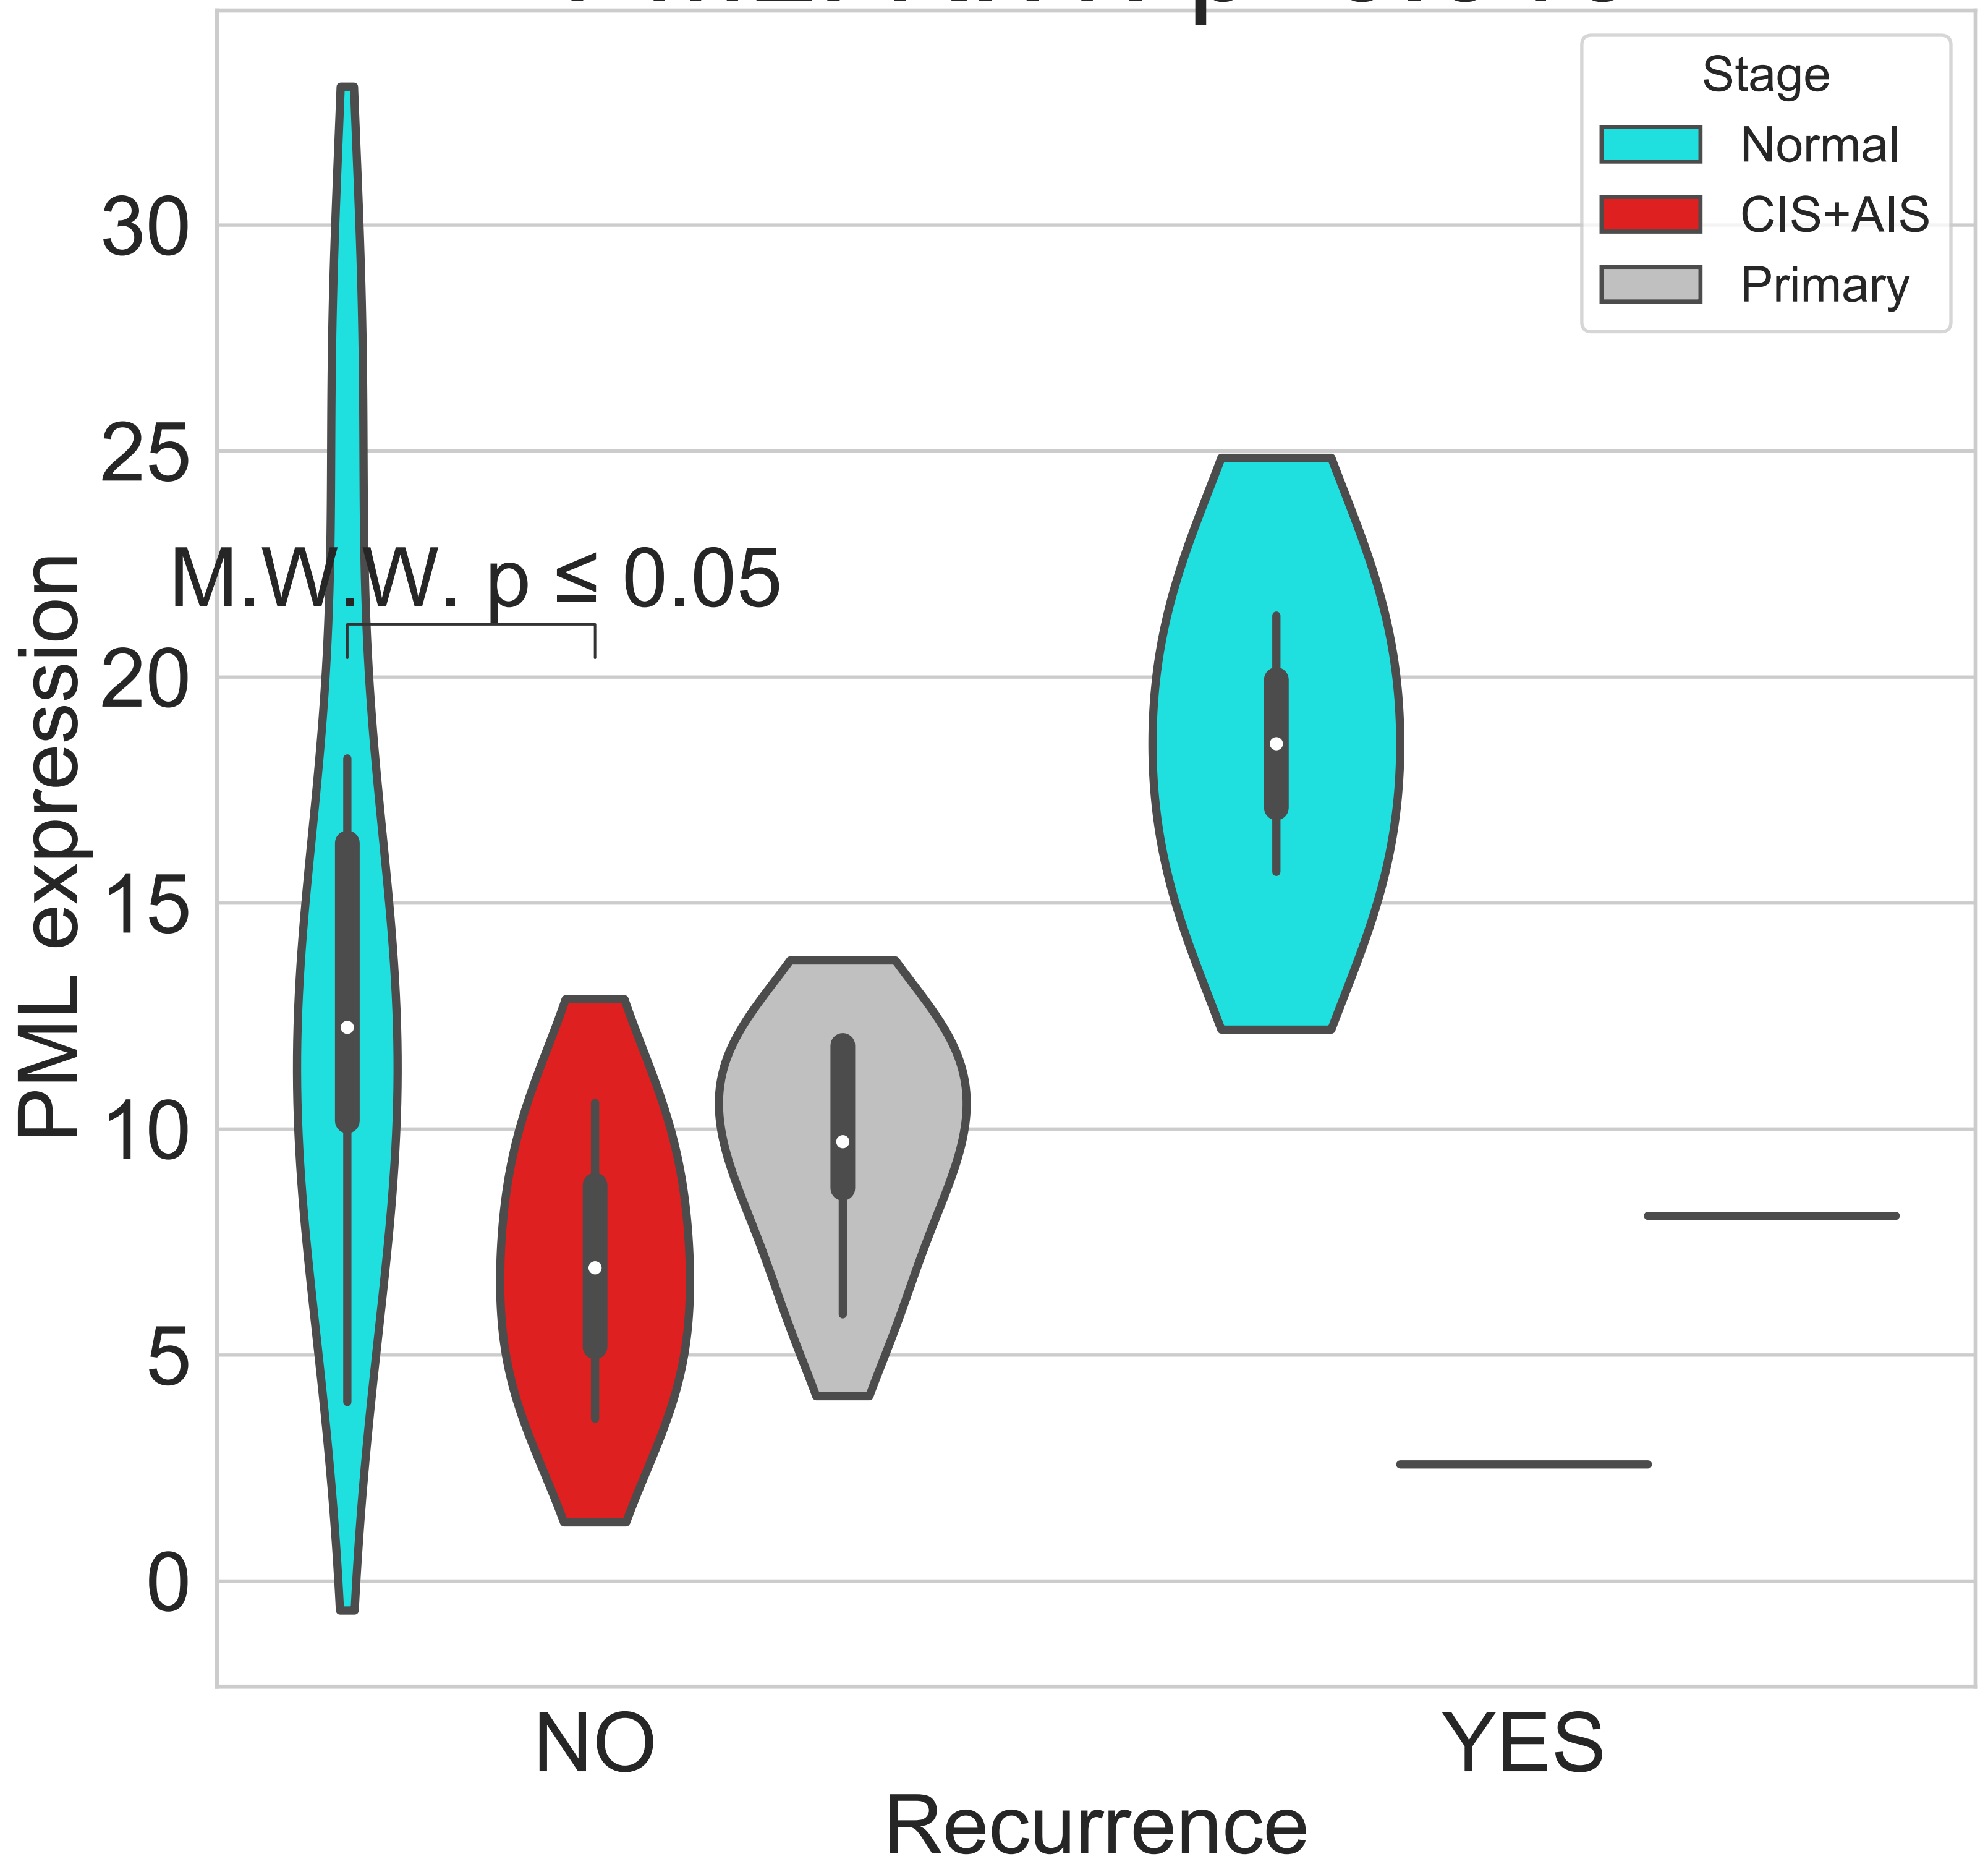 Stage
Normal
CIS+AIS
Primary
30
25
20
15
10
5
0
M.W.W. p ≤ 0.05
PML expression
NO
YES
Recurrence